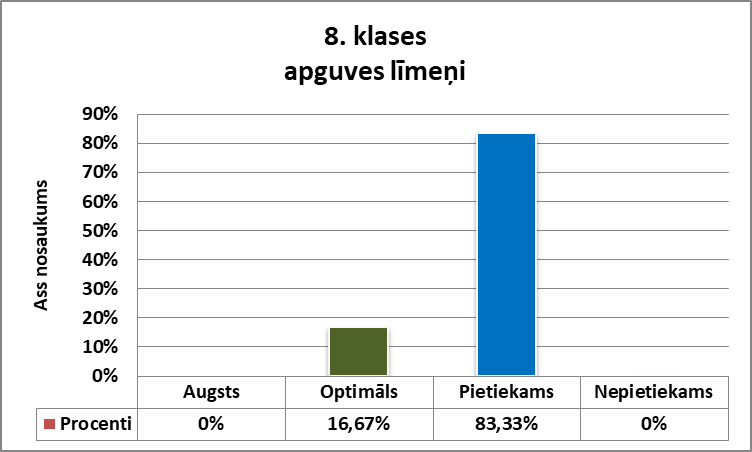 8. klases
apguves līmeņi
90%
80%
70%
60%
50%
40%
30%
20%
10%
0%
Ass nosaukums
Augsts Optimāls Pietiekams Nepietiekams
Procenti 0% 16,67% 83,33% 0%